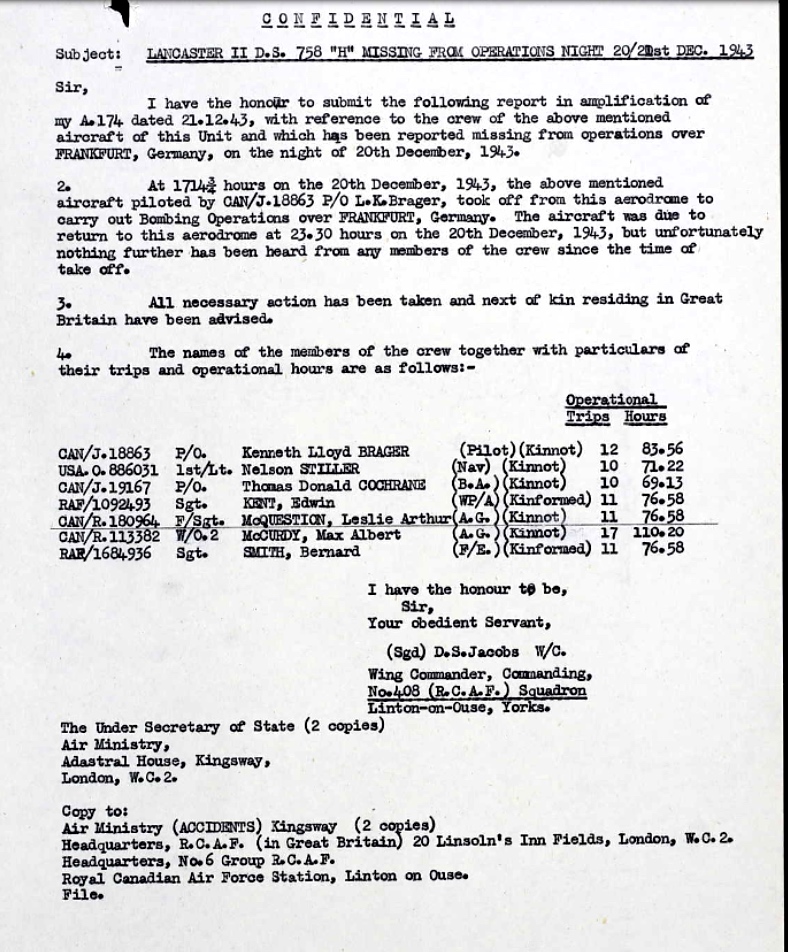 CONFIDENTIAL
Subject: LANCASTER II D.S. 758 "H" MISSING FROM OPERATIONS NIGHT 20/21st DEC. 1943
Sir,
I have the honour to submit the following report in amplification of
my A.174 dated 21.12.43, with reference to the crew of the above mentioned
aircraft of this Unit and which has been reported missing from operations over
FRANKFURT, Germany, on the night of 20th December, 1943.
2. At 1714¾ hours on the 20th December, 1943, the above mentioned
aircraft piloted by CAN/J.18863 P/O L.K.Brager, took off from this aerodrome to
carry out Bombing Operations over FRANKFURT, Germany. The aircraft was due to
return to this aerodrome at 23.30 hours on the 20th December, 1943, but unfortunately
nothing further has been heard from any members of the crew since the time of
take off.
3. All necessary action has been taken and next of kin residing in Great
Britain have been advised.
4. The names of the members of the crew together with particulars of
their trips and operational hours are as follows:-
Operational
Trips Hours
CAN/J.18863 P/O. Kenneth Lloyd BRAGER (Pilot)(Kinnot) 12 83.56
USA.O.886031 1st/Lt. Nelson STILLER (Nav) (Kinnot) 10 71.22
CAN/J.19167 P/O. Thomas Donald COCHRANE (B.A.)(Kinnot) 10 69.13
RAF/1092493 Sgt. KENT, Edwin (WP/A)(Kinformed) 11 76.58
CAN/R.180964 F/Sgt. McQUESTION, Leslie Arthur(A.G.)(Kinnot) 11 76.58
CAN/R.113382 W/O.2 McCURDY, Max Albert (A.G.)(Kinnot) 17 110.20
RAF/1684936 Sgt. SMITH, Bernard (F/E.)(Kinformed) 11 76.58
I have the honour to be,
Sir,
Your obedient Servant,
(Sgd) D.S.Jacobs W/C.
Wing Commander, Commanding,
No.408 (R.C.A.F.) Squadron
Linton-on-Ouse, Yorks.
The Under Secretary of State (2 copies)
Air Ministry,
Adastral House, Kingsway,
London, W.C.2.
Copy to:
Air Ministry (ACCIDENTS) Kingsway (2 copies)
Headquarters, R.C.A.F. (in Great Britain) 20 Linsoln's Inn Fields, London, W.C.2.
Headquarters, No.6 Group R.C.A.F.
Royal Canadian Air Force Station, Linton on Ouse.
File.